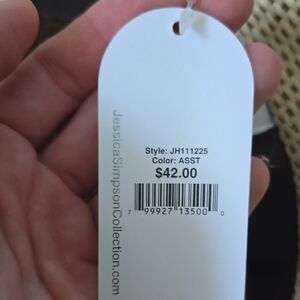 JessicaSimpsonCollection.com
Style: JH111225
Color: ASST
$42.00
7 99927 13500 0